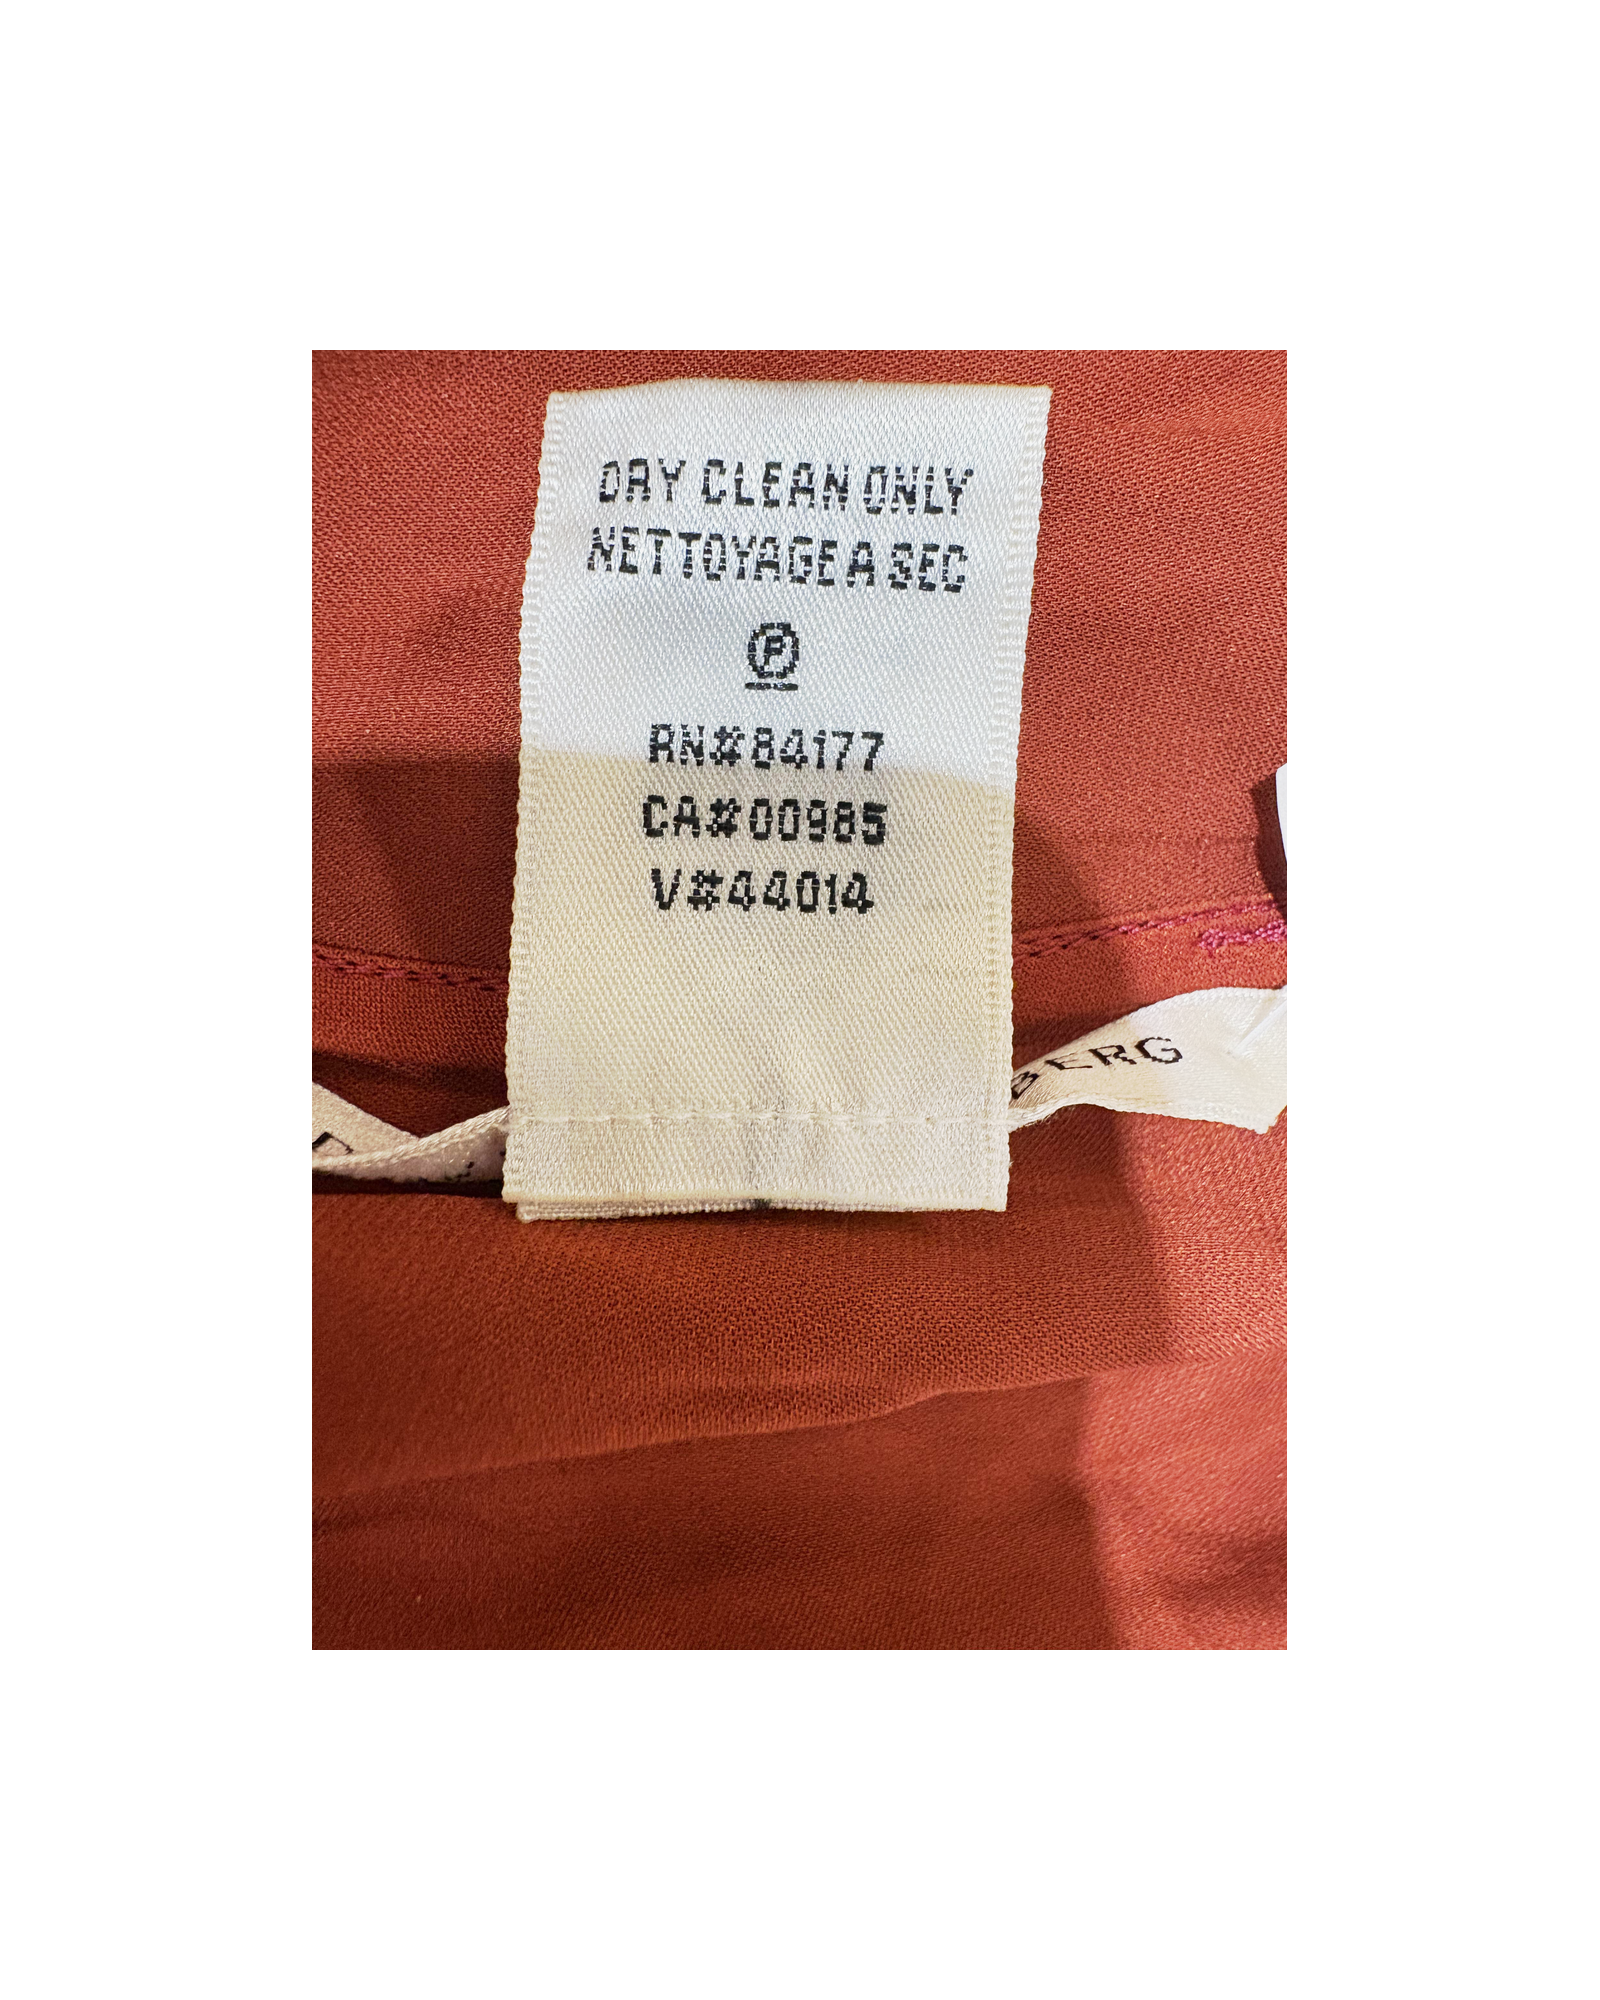 DRY CLEAN ONLY
NETTOYAGE A SEC
P
RN#84177
CA#00985
V#44014
BERG